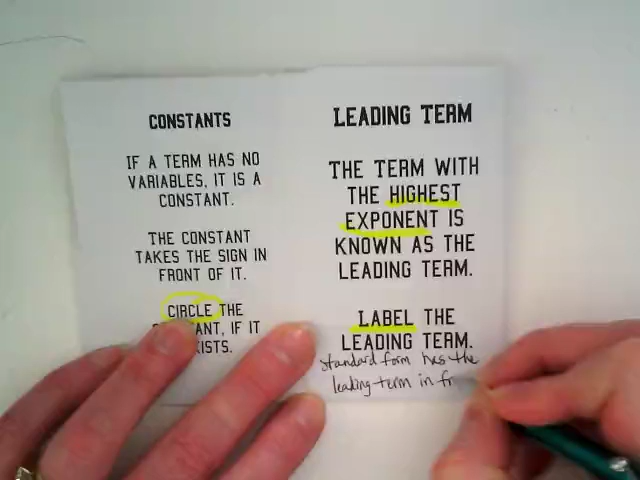 CONSTANTS
IF A TERM HAS NO
VARIABLES, IT IS A
CONSTANT.
THE CONSTANT
TAKES THE SIGN IN
FRONT OF IT.
CIRCLE THE
IF IT
LEADING TERM
THE TERM WITH
THE HIGHEST
EXPONENT IS
KNOWN AS THE
LEADING TERM.
LABEL THE
LEADING TERM.
standard form has the
leading term in fr